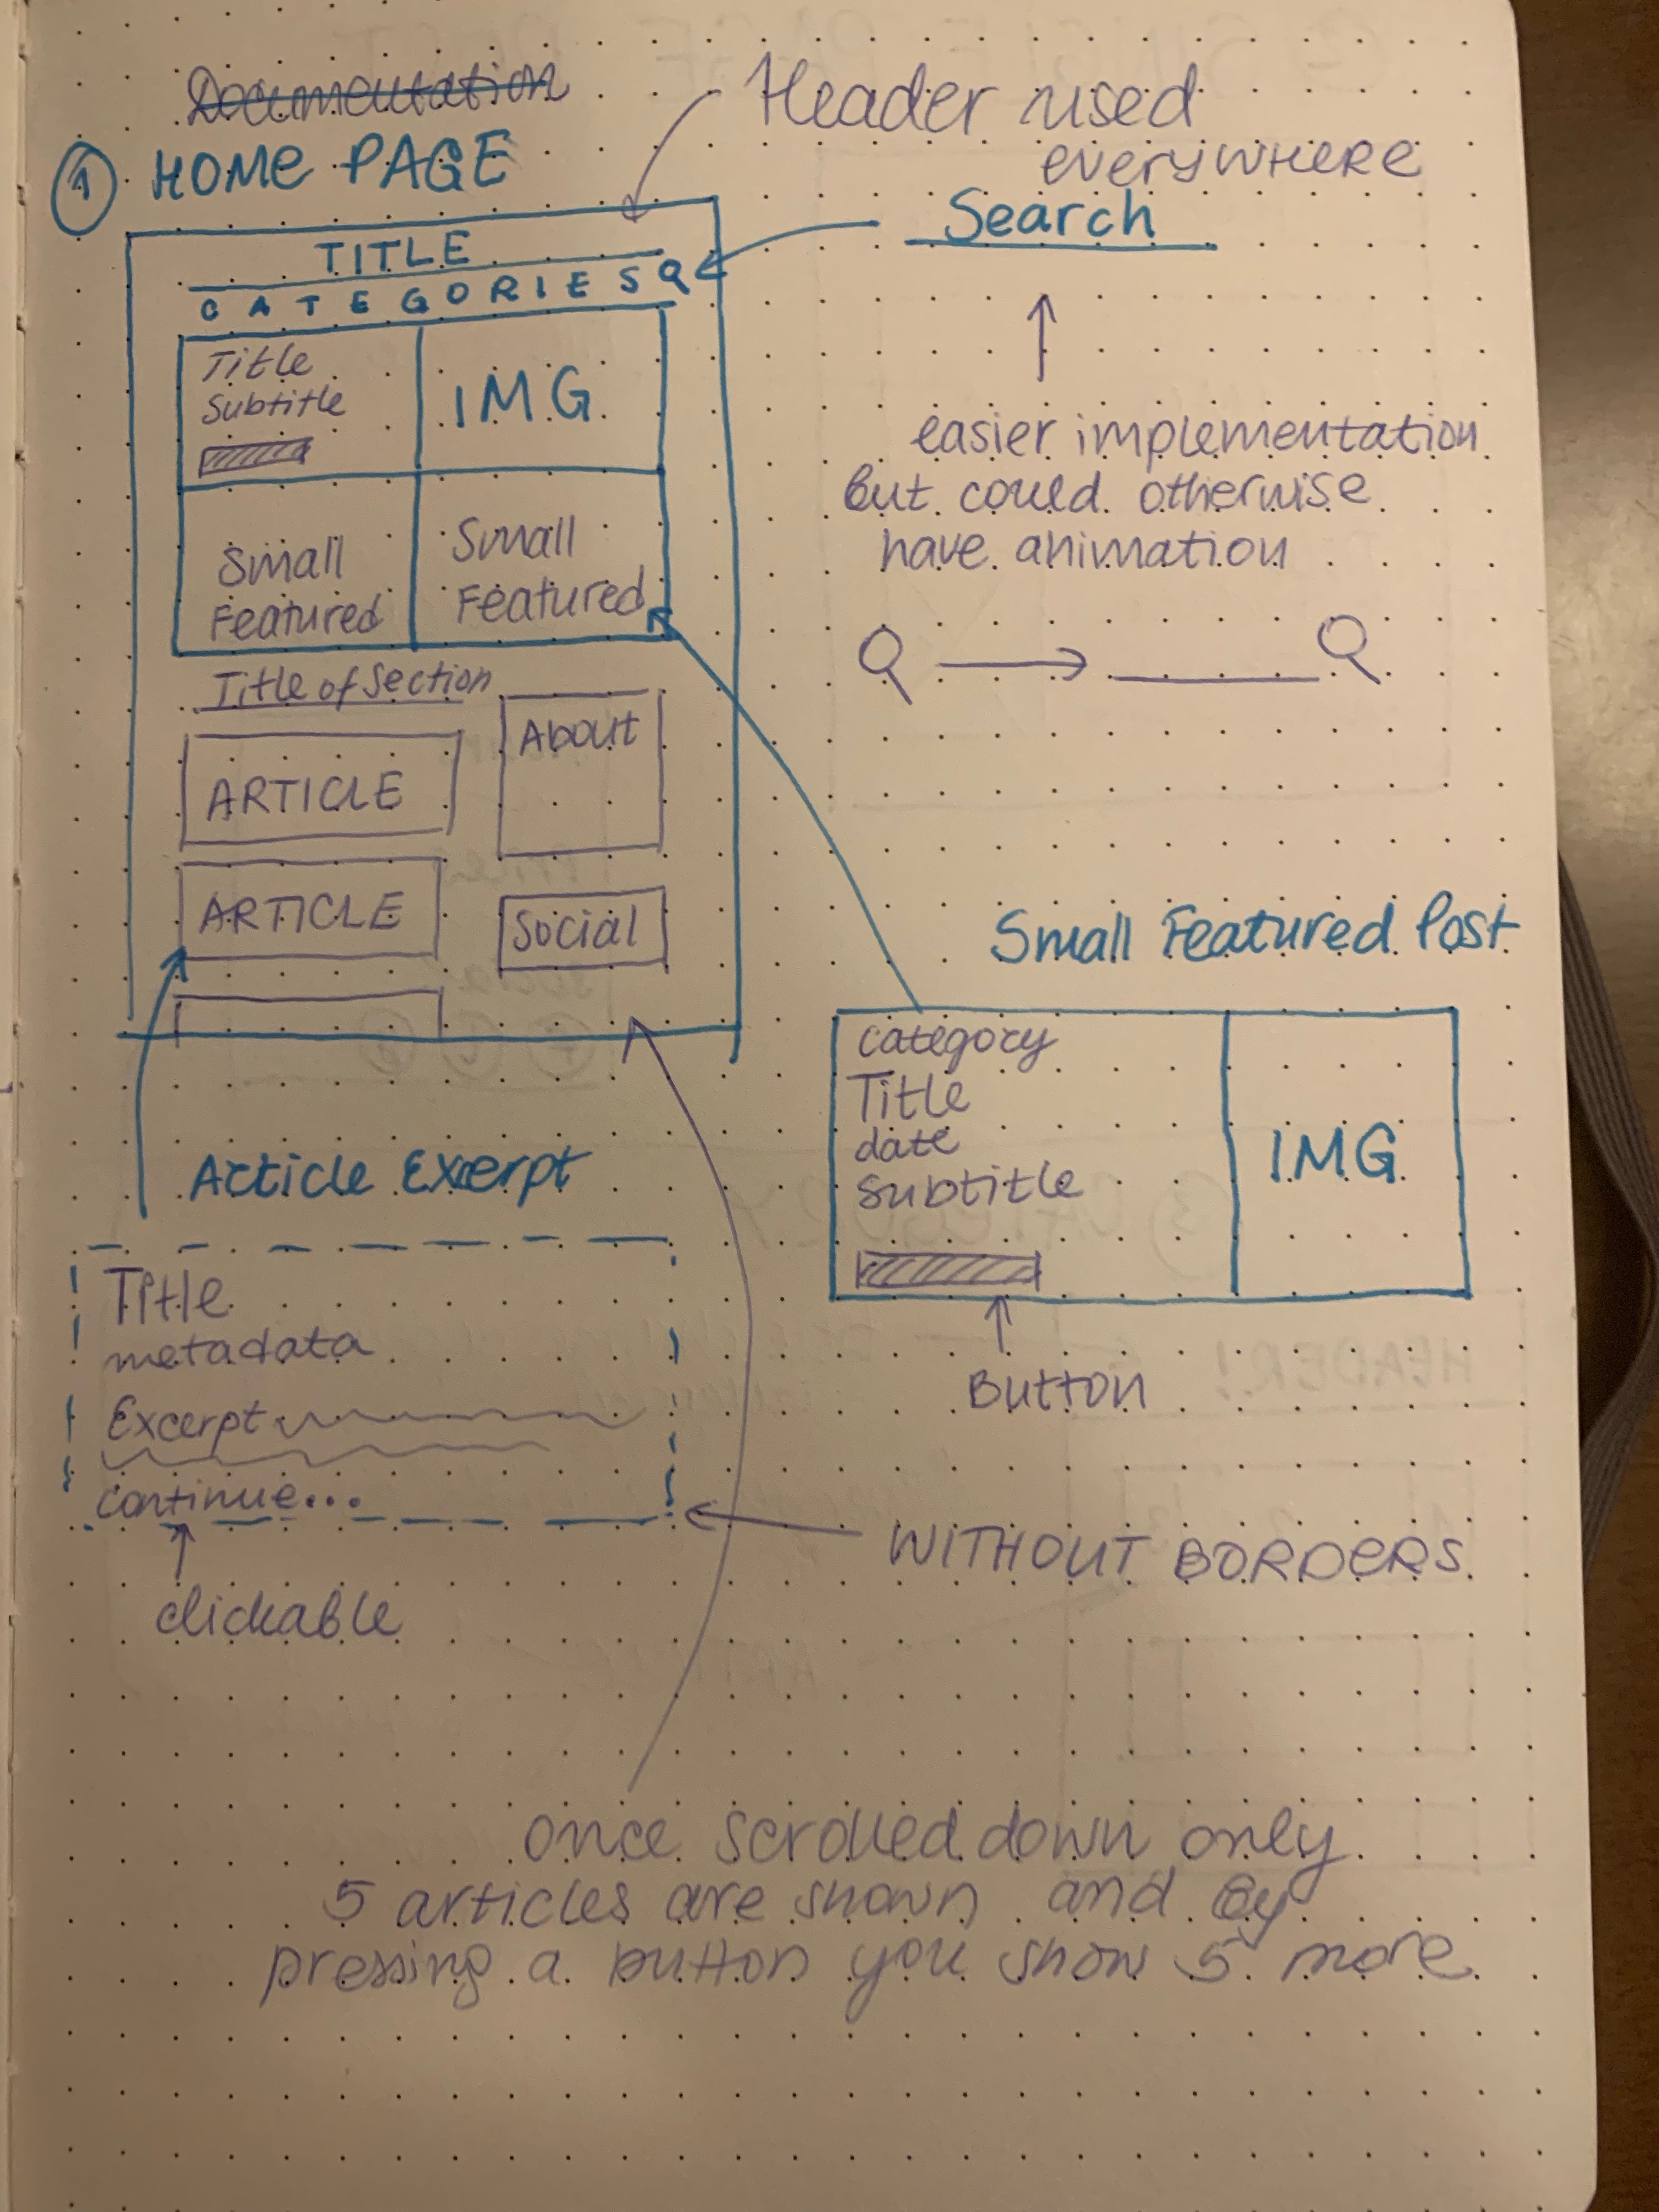 Documentation
Header used
everywhere
1 HOME PAGE
Search
TITLE
CATEGORIES
Title
Subtitle
IMG
easier implementation
But could otherwise
have animation
Small
Featured
Small
Featured
Title of Section
About
ARTICLE
ARTICLE
Social
Small Featured Post
category
Title
date
subtitle
IMG
Button
Article Excerpt
Title
metadata
Excerpt
continue...
WITHOUT BORDERS
clickable
once scrolled down only
5 articles are shown and By
pressing a button you show 5 more